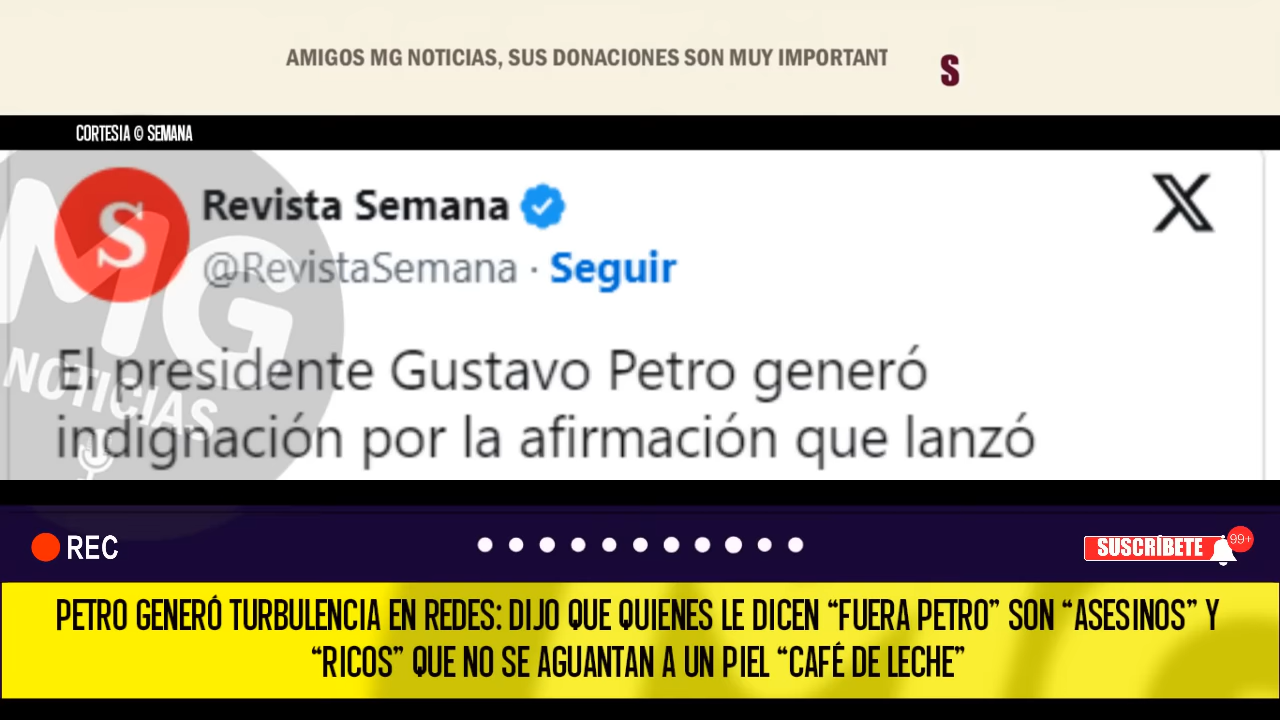 AMIGOS MG NOTICIAS, SUS DONACIONES SON MUY IMPORTANT
S
CORTESIA © SEMANA
S
Revista Semana
X
@RevistaSemana · Seguir
MG
NOTICIAS
El presidente Gustavo Petro generó
indignación por la afirmación que lanzó
REC
SUSCRÍBETE
99+
PETRO GENERÓ TURBULENCIA EN REDES: DIJO QUE QUIENES LE DICEN “FUERA PETRO” SON “ASESINOS” Y
“RICOS” QUE NO SE AGUANTAN A UN PIEL “CAFÉ DE LECHE”